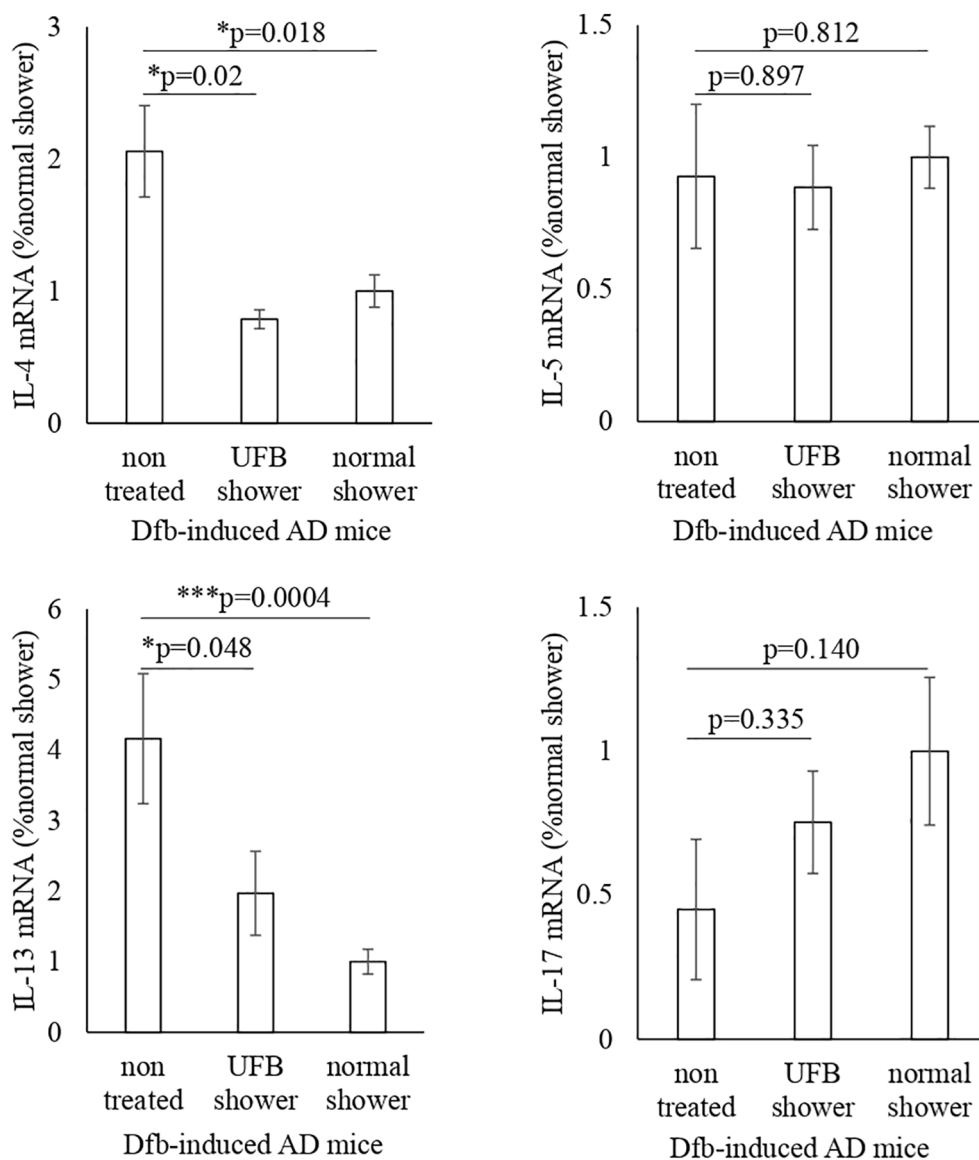 IL-4 mRNA (%normal shower)
3
2
1
0
*p=0.018
*p=0.02
non treated
UFB shower
normal shower
Dfb-induced AD mice
IL-5 mRNA (%normal shower)
1.5
1
0.5
0
p=0.812
p=0.897
non treated
UFB shower
normal shower
Dfb-induced AD mice
IL-13 mRNA (%normal shower)
6
5
4
3
2
1
0
***p=0.0004
*p=0.048
non treated
UFB shower
normal shower
Dfb-induced AD mice
IL-17 mRNA (%normal shower)
1.5
1
0.5
0
p=0.140
p=0.335
non treated
UFB shower
normal shower
Dfb-induced AD mice